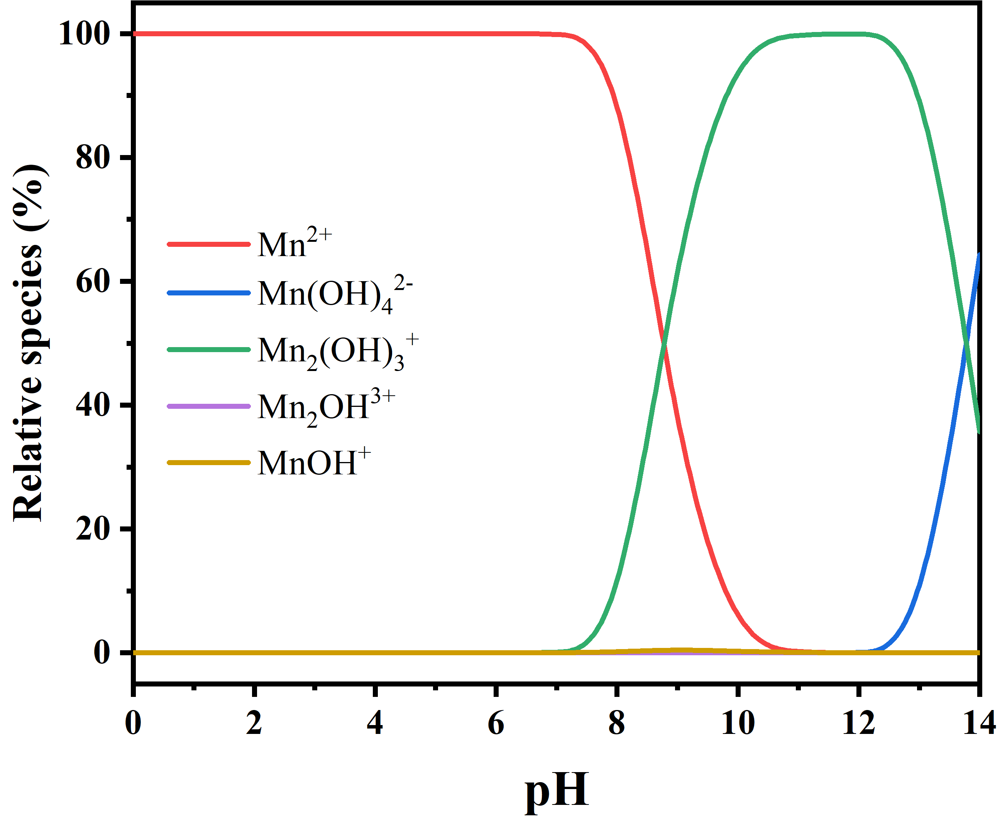 Relative species (%)
100
80
60
40
20
0
Mn²⁺
Mn(OH)₄²⁻
Mn₂(OH)₃⁺
Mn₂OH³⁺
MnOH⁺
0 2 4 6 8 10 12 14
pH